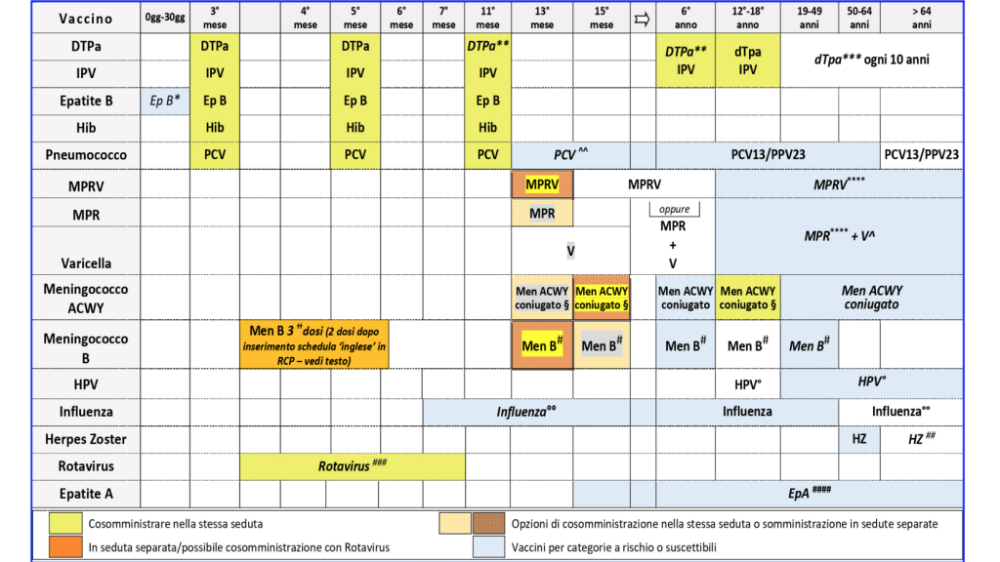 Vaccino 0gg-30gg 3° mese 4° mese 5° mese 6° mese 7° mese 11° mese 13° mese 15° mese ⇨ 6° anno 12°-18° anno 19-49 anni 50-64 anni > 64 anni
DTPa DTPa DTPa DTPa** DTPa** dTpa dTpa*** ogni 10 anni
IPV IPV IPV IPV IPV IPV
Epatite B Ep B* Ep B Ep B Ep B
Hib Hib Hib Hib
Pneumococco PCV PCV PCV PCV ^^ PCV13/PPV23 PCV13/PPV23
MPRV MPRV MPRV MPRV****
MPR MPR oppure MPR + V MPR**** + V^
Varicella V
Meningococco ACWY Men ACWY coniugato § Men ACWY coniugato § Men ACWY coniugato Men ACWY coniugato § Men ACWY coniugato
Meningococco B Men B 3 # dosi (2 dosi dopo inserimento schedula ‘inglese’ in RCP – vedi testo) Men B# Men B# Men B# Men B# Men B#
HPV HPV° HPV°
Influenza Influenza°° Influenza Influenza°°
Herpes Zoster HZ HZ ##
Rotavirus Rotavirus ###
Epatite A EpA ####
Cosomministrare nella stessa seduta
Opzioni di cosomministrazione nella stessa seduta o somministrazione in sedute separate
In seduta separata/possibile cosomministrazione con Rotavirus
Vaccini per categorie a rischio o suscettibili